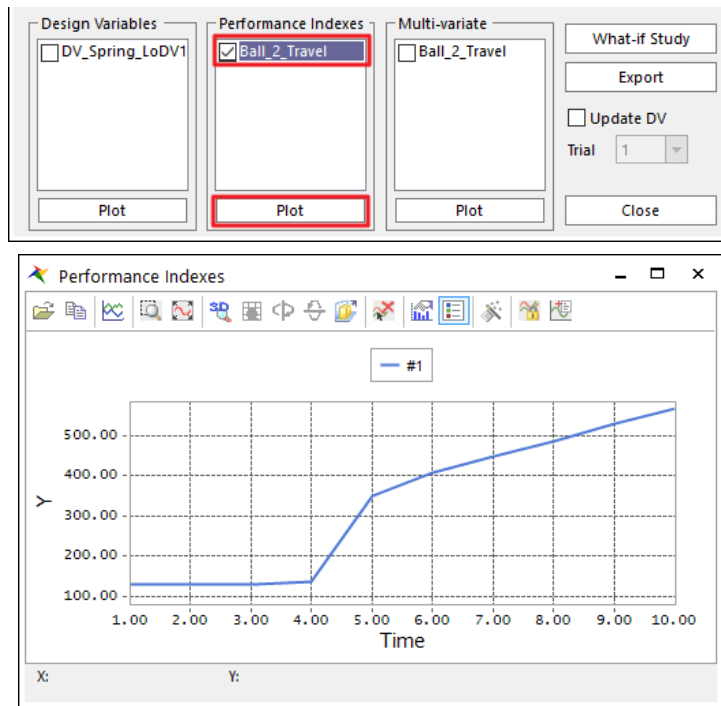 Design Variables
Performance Indexes
Multi-variate
DV_Spring_LoDV1
Ball_2_Travel
Ball_2_Travel
What-if Study
Export
Update DV
Trial 1
Plot
Plot
Plot
Close
Performance Indexes
3D
#1
500.00
400.00
300.00
200.00
100.00
Y
1.00 2.00 3.00 4.00 5.00 6.00 7.00 8.00 9.00 10.00
Time
X: Y: